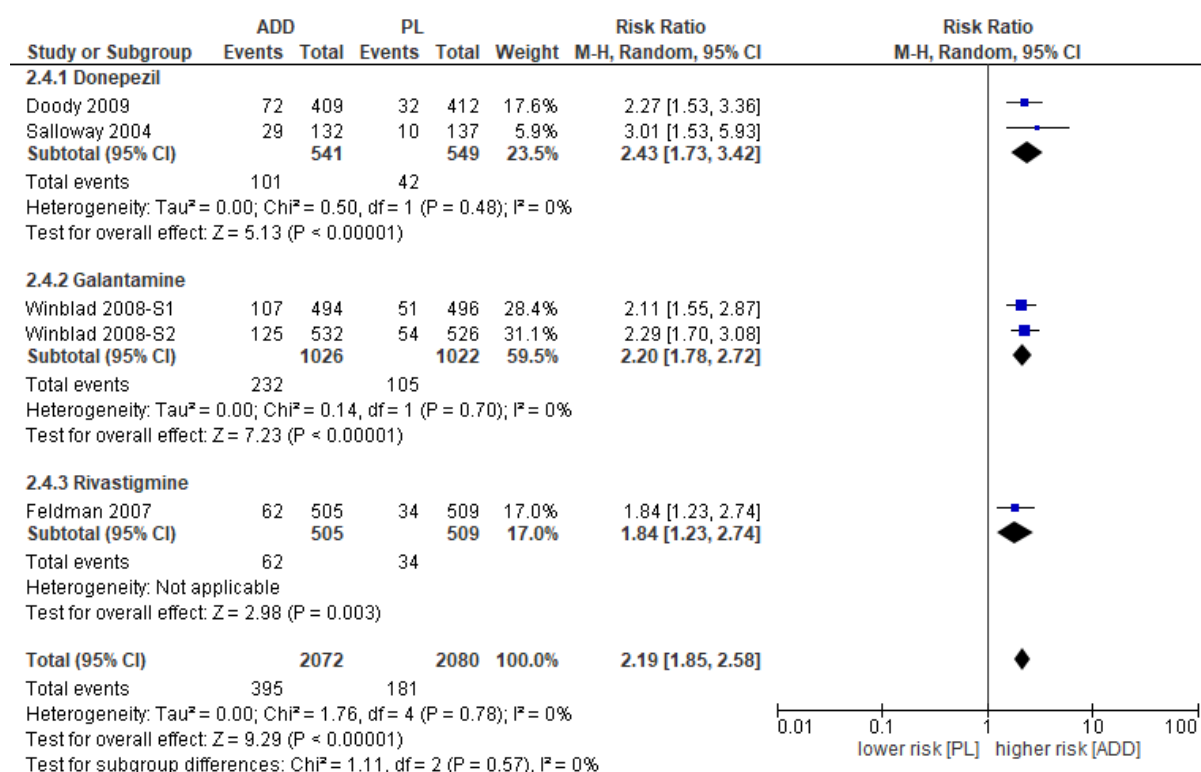 ADD PL Risk Ratio Risk Ratio
Study or Subgroup Events Total Events Total Weight M-H, Random, 95% CI M-H, Random, 95% CI
2.4.1 Donepezil
Doody 2009 72 409 32 412 17.6% 2.27 [1.53, 3.36]
Salloway 2004 29 132 10 137 5.9% 3.01 [1.53, 5.93]
Subtotal (95% CI) 541 549 23.5% 2.43 [1.73, 3.42]
Total events 101 42
Heterogeneity: Tau² = 0.00; Chi² = 0.50, df = 1 (P = 0.48); I² = 0%
Test for overall effect: Z = 5.13 (P < 0.00001)
2.4.2 Galantamine
Winblad 2008-S1 107 494 51 496 28.4% 2.11 [1.55, 2.87]
Winblad 2008-S2 125 532 54 526 31.1% 2.29 [1.70, 3.08]
Subtotal (95% CI) 1026 1022 59.5% 2.20 [1.78, 2.72]
Total events 232 105
Heterogeneity: Tau² = 0.00; Chi² = 0.14, df = 1 (P = 0.70); I² = 0%
Test for overall effect: Z = 7.23 (P < 0.00001)
2.4.3 Rivastigmine
Feldman 2007 62 505 34 509 17.0% 1.84 [1.23, 2.74]
Subtotal (95% CI) 505 509 17.0% 1.84 [1.23, 2.74]
Total events 62 34
Heterogeneity: Not applicable
Test for overall effect: Z = 2.98 (P = 0.003)
Total (95% CI) 2072 2080 100.0% 2.19 [1.85, 2.58]
Total events 395 181
Heterogeneity: Tau² = 0.00; Chi² = 1.76, df = 4 (P = 0.78); I² = 0%
Test for overall effect: Z = 9.29 (P < 0.00001)
Test for subgroup differences: Chi² = 1.11, df = 2 (P = 0.57), I² = 0%
0.01 0.1 1 10 100
lower risk [PL] higher risk [ADD]